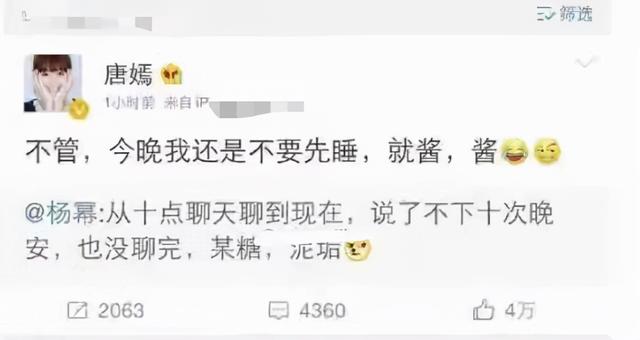 筛选
唐嫣
1小时前 来自iP
不管，今晚我还是不要先睡，就酱，酱
@杨幂:从十点聊天聊到现在，说了不下十次晚
安，也没聊完，某糖，泥垢
2063 4360 4万